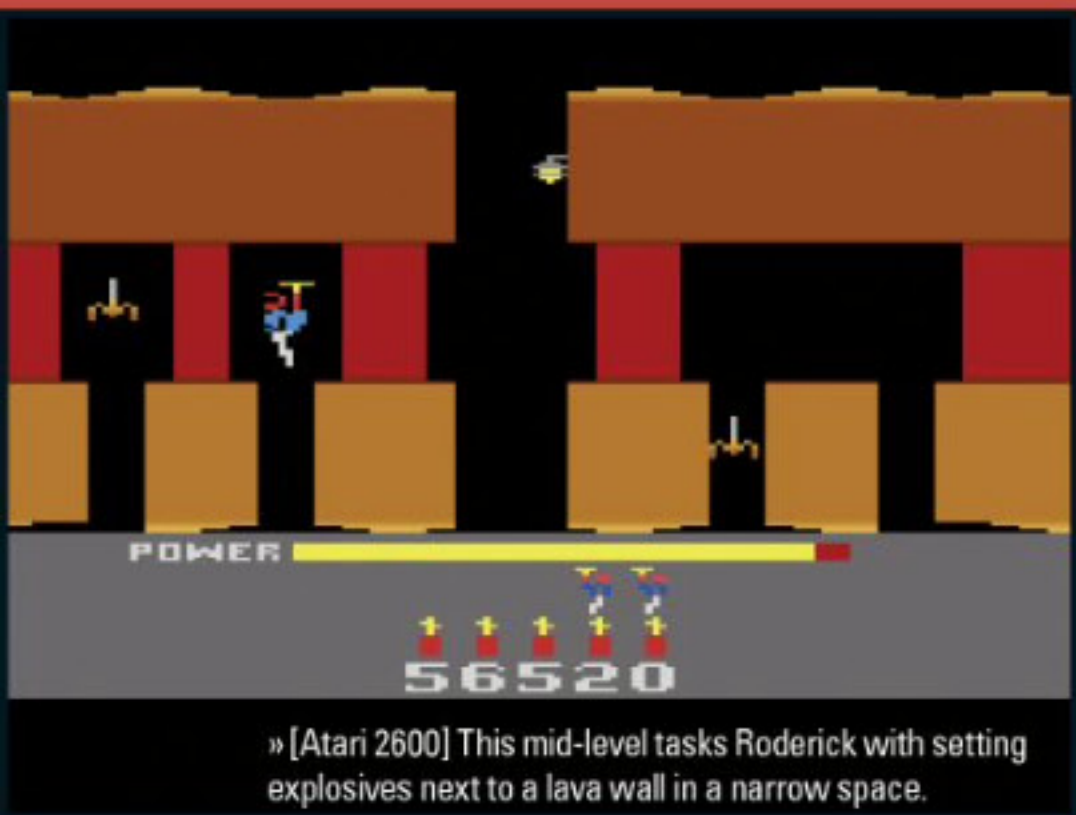 POWER
56520
» [Atari 2600] This mid-level tasks Roderick with setting
explosives next to a lava wall in a narrow space.